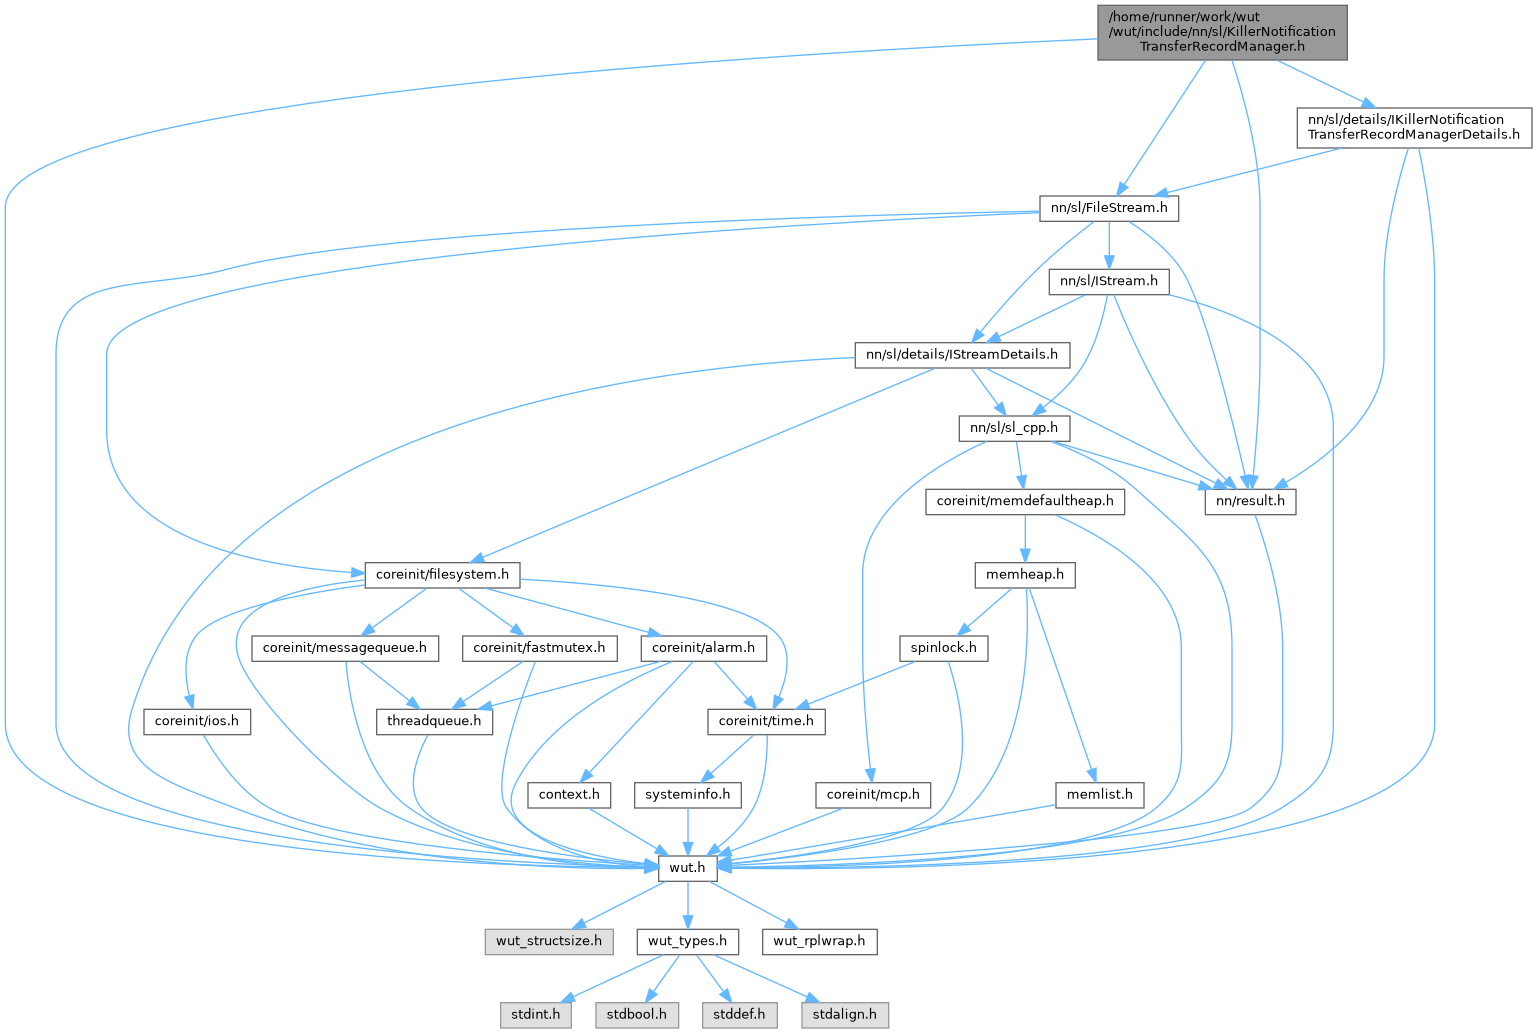 /home/runner/work/wut
/wut/include/nn/sl/KillerNotification
TransferRecordManager.h
nn/sl/details/IKillerNotification
TransferRecordManagerDetails.h
nn/sl/FileStream.h
nn/sl/IStream.h
nn/sl/details/IStreamDetails.h
nn/sl/sl_cpp.h
coreinit/memdefaultheap.h
nn/result.h
coreinit/filesystem.h
memheap.h
coreinit/messagequeue.h
coreinit/fastmutex.h
coreinit/alarm.h
spinlock.h
coreinit/ios.h
threadqueue.h
coreinit/time.h
context.h
systeminfo.h
coreinit/mcp.h
memlist.h
wut.h
wut_structsize.h
wut_types.h
wut_rplwrap.h
stdint.h
stdbool.h
stddef.h
stdalign.h